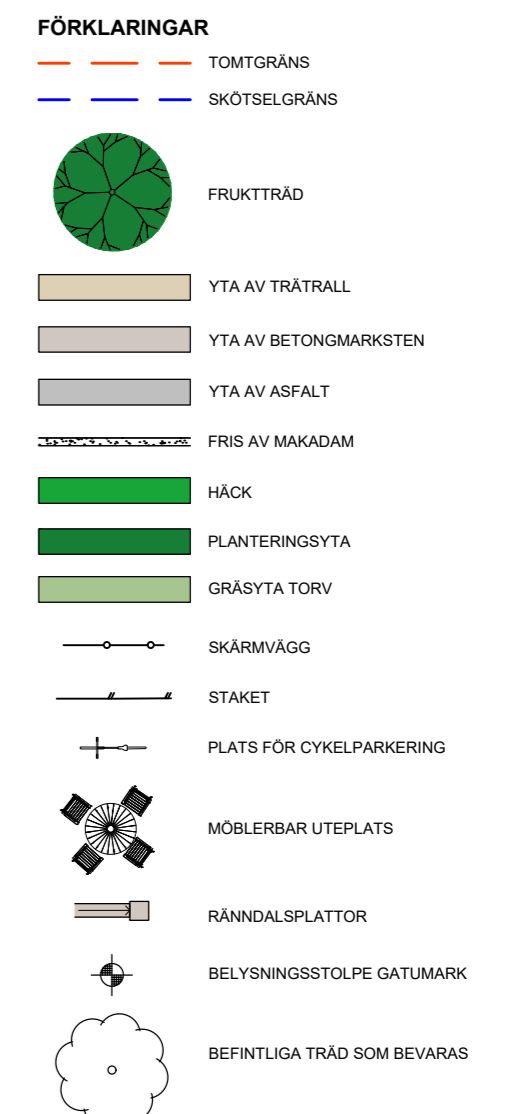 FÖRKLARINGAR
TOMTGRÄNS
SKÖTSELGRÄNS
FRUKTTRÄD
YTA AV TRÄTRALL
YTA AV BETONGMARKSTEN
YTA AV ASFALT
FRIS AV MAKADAM
HÄCK
PLANTERINGSYTA
GRÄSYTA TORV
SKÄRMVÄGG
STAKET
PLATS FÖR CYKELPARKERING
MÖBLERBAR UTEPLATS
RÄNNDALSPLATTOR
BELYSNINGSSTOLPE GATUMARK
BEFINTLIGA TRÄD SOM BEVARAS